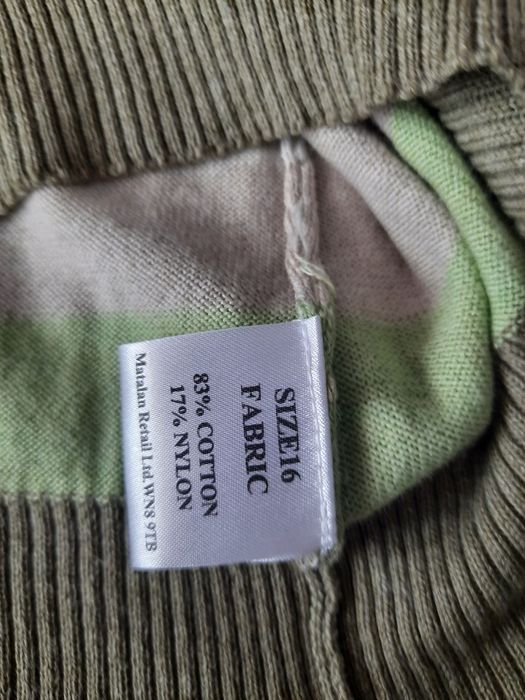 SIZE16
FABRIC
83% COTTON
17% NYLON
Matalan Retail Ltd.WN8 9TB